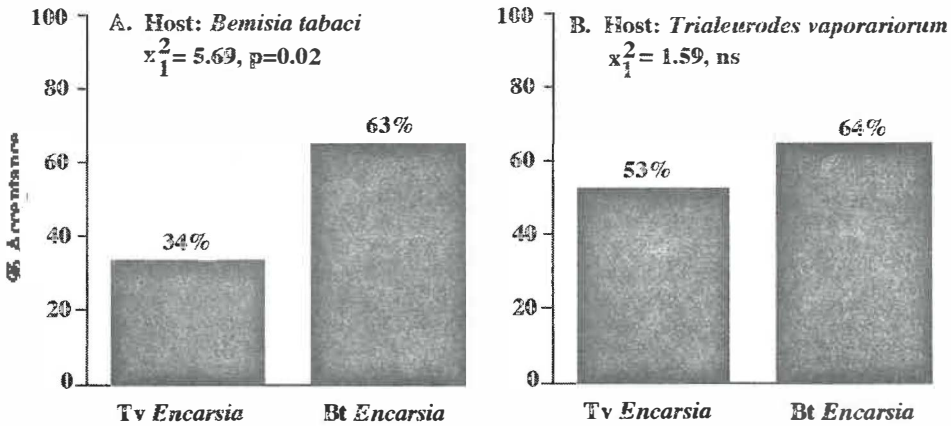 A. Host: Bemisia tabaci
x²₁ = 5.69, p=0.02
% Acceptance
100
80
60
40
20
0
34%
63%
Tv Encarsia
Bt Encarsia
B. Host: Trialeurodes vaporariorum
x²₁ = 1.59, ns
100
80
60
40
20
0
53%
64%
Tv Encarsia
Bt Encarsia